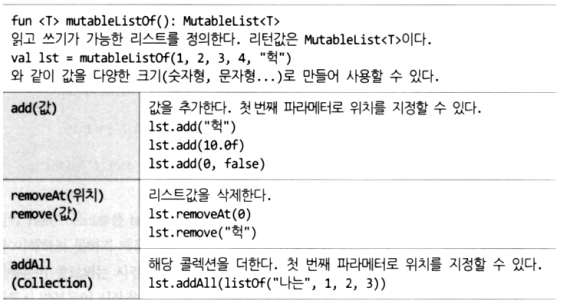 fun <T> mutableListOf(): MutableList<T>
읽고 쓰기가 가능한 리스트를 정의한다. 리턴값은 MutableList<T>이다.
val lst = mutableListOf(1, 2, 3, 4, "헉")
와 같이 값을 다양한 크기(숫자형, 문자형...)로 만들어 사용할 수 있다.
add(값)
값을 추가한다. 첫 번째 파라메터로 위치를 지정할 수 있다.
lst.add("헉")
lst.add(10.0f)
lst.add(0, false)
removeAt(위치)
remove(값)
리스트값을 삭제한다.
lst.removeAt(0)
lst.remove("헉")
addAll
(Collection)
해당 콜렉션을 더한다. 첫 번째 파라메터로 위치를 지정할 수 있다.
lst.addAll(listOf("나는", 1, 2, 3))